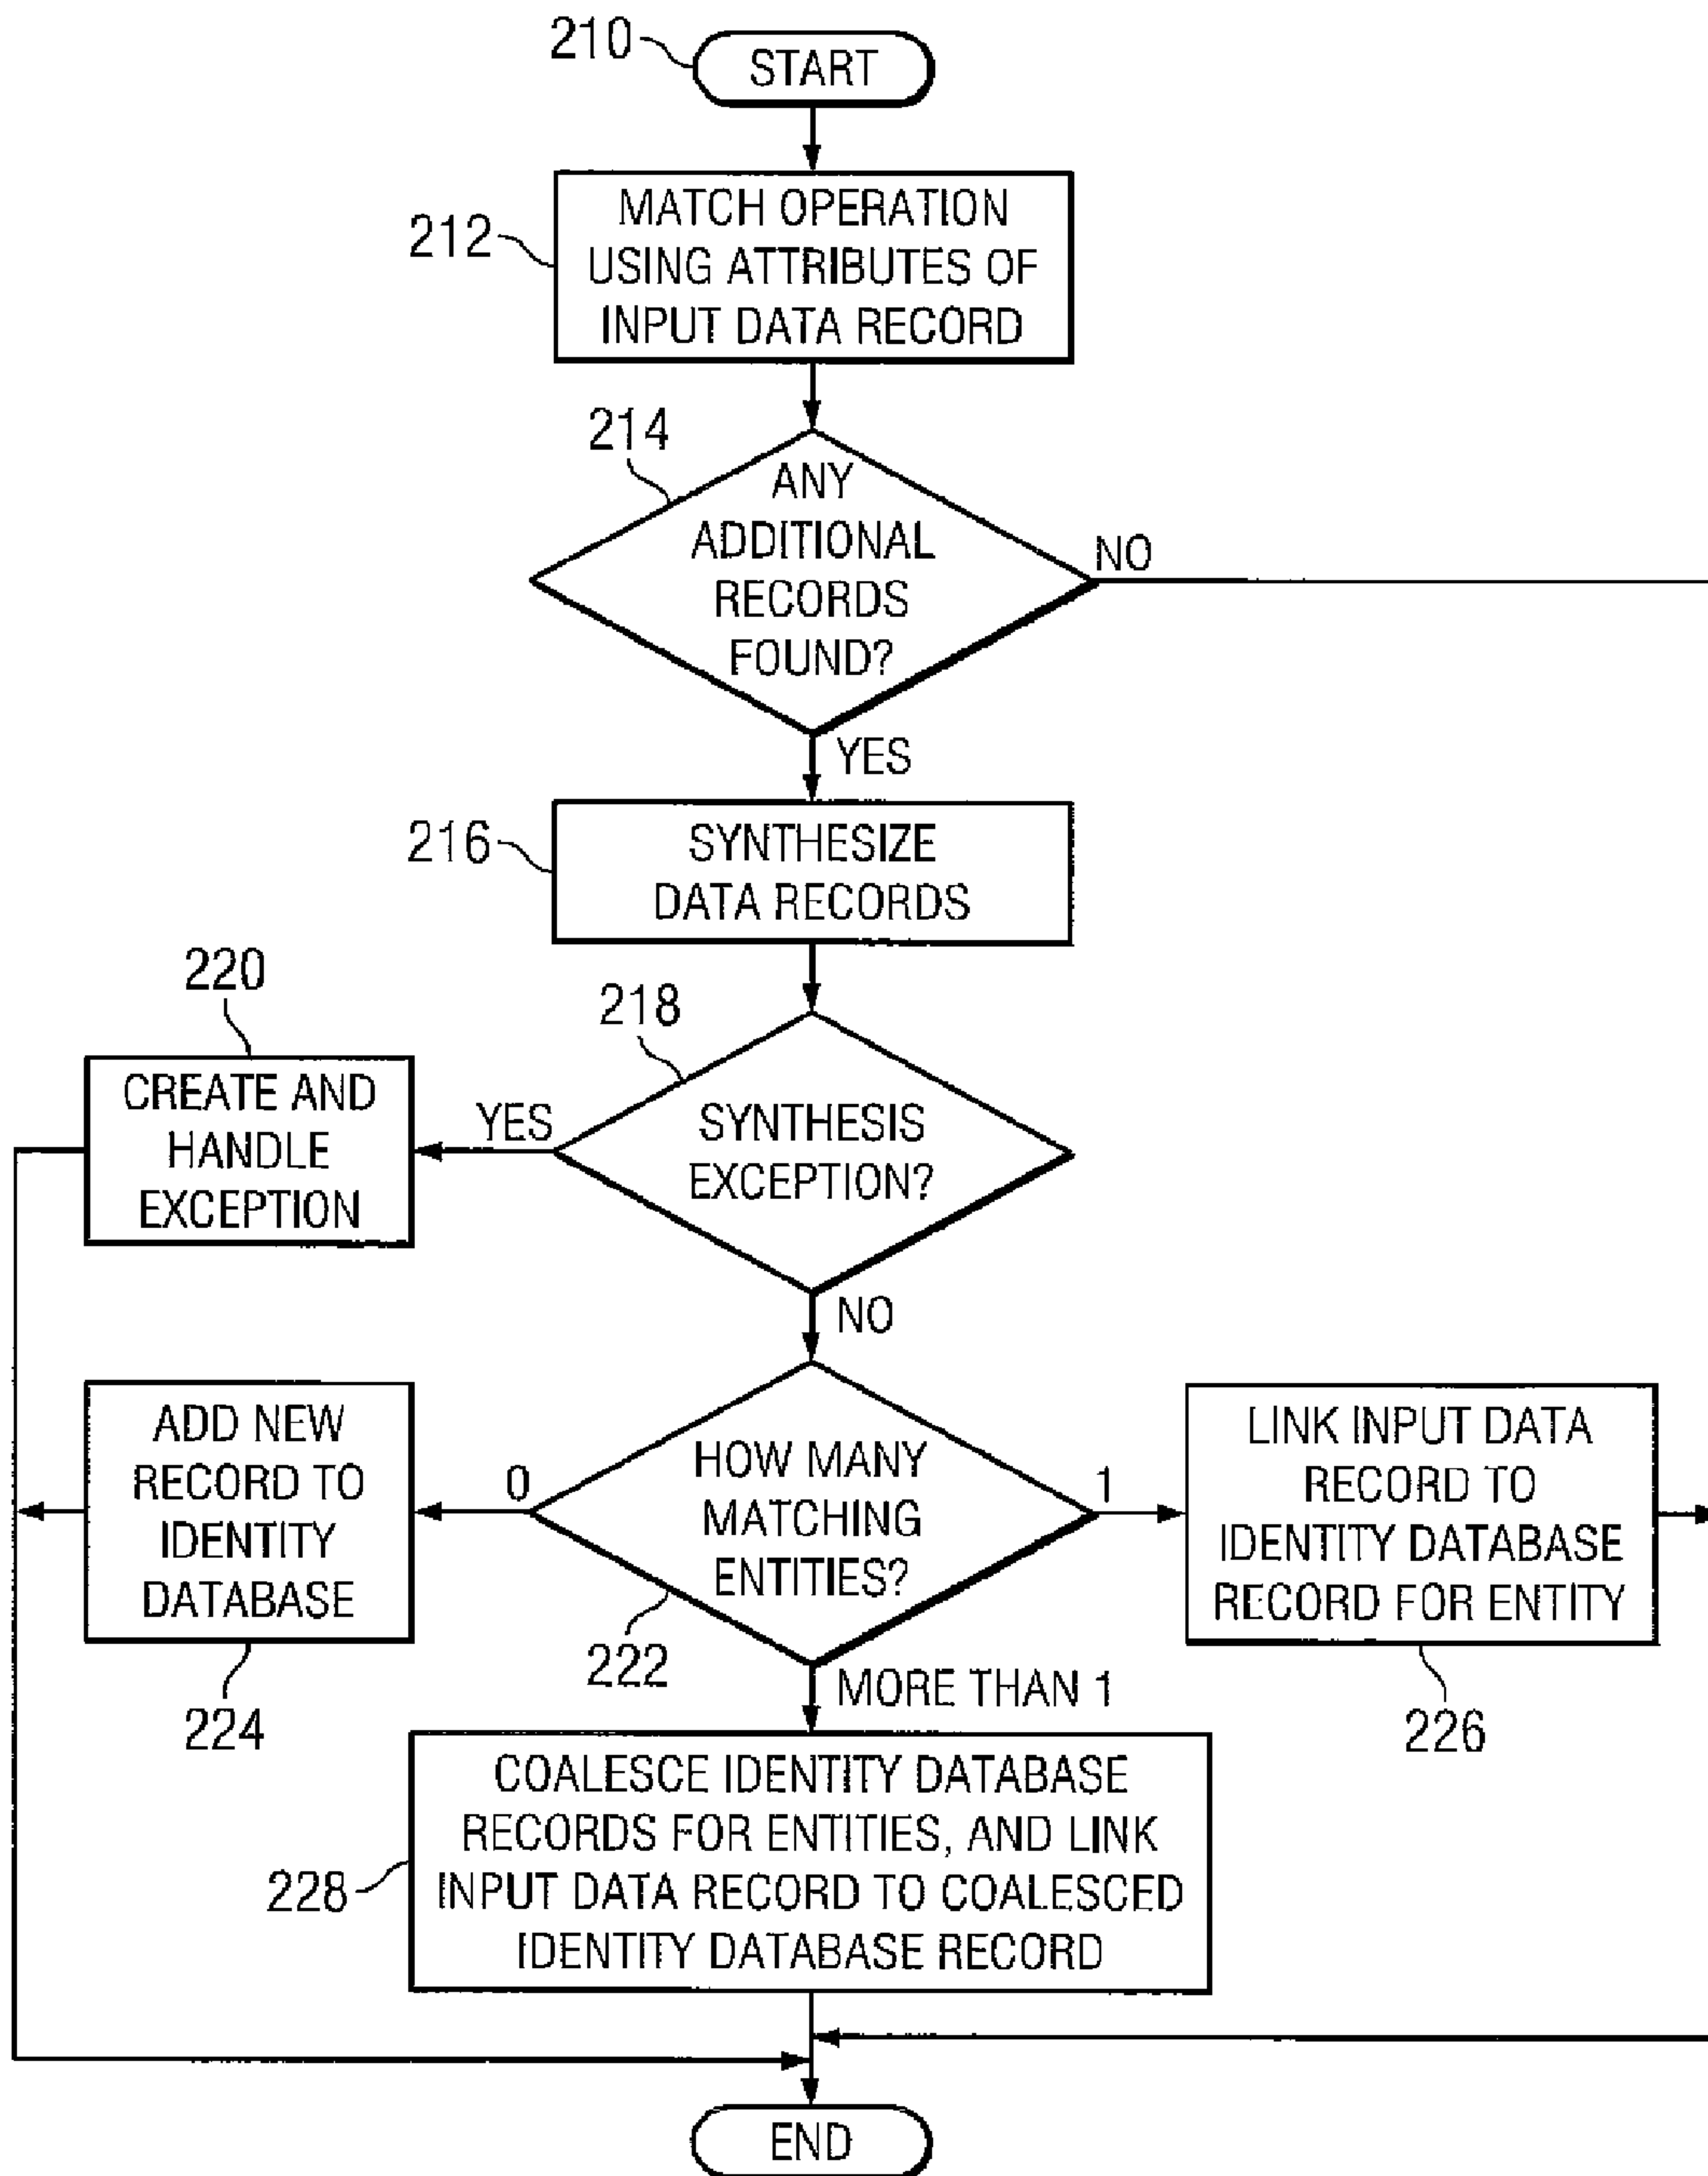 210
START
212
MATCH OPERATION
USING ATTRIBUTES OF
INPUT DATA RECORD
214
ANY
ADDITIONAL
RECORDS
FOUND?
NO
YES
216
SYNTHESIZE
DATA RECORDS
220
218
CREATE AND
HANDLE
EXCEPTION
YES
SYNTHESIS
EXCEPTION?
NO
ADD NEW
RECORD TO
IDENTITY
DATABASE
0
HOW MANY
MATCHING
ENTITIES?
1
LINK INPUT DATA
RECORD TO
IDENTITY DATABASE
RECORD FOR ENTITY
224
222
226
MORE THAN 1
228
COALESCE IDENTITY DATABASE
RECORDS FOR ENTITIES, AND LINK
INPUT DATA RECORD TO COALESCED
IDENTITY DATABASE RECORD
END